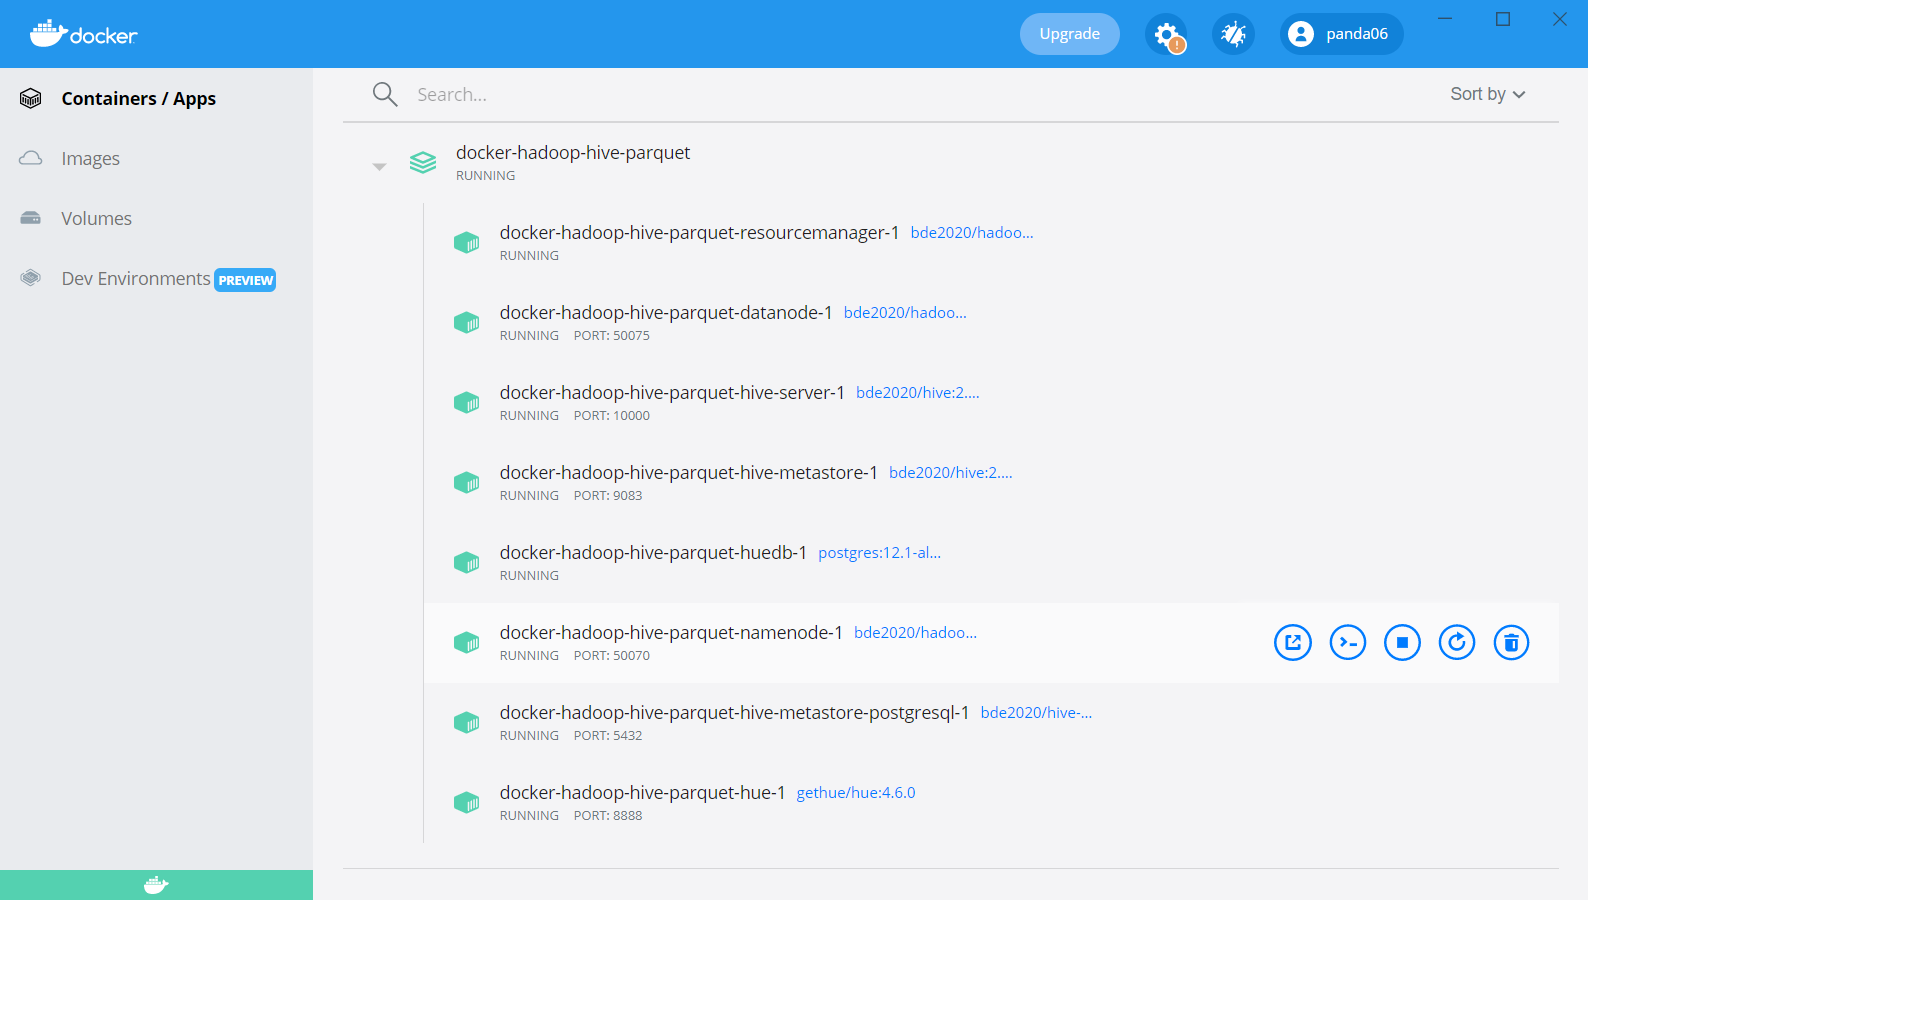 docker
Upgrade
panda06
Containers / Apps
Images
Volumes
Dev Environments PREVIEW
Search...
Sort by
docker-hadoop-hive-parquet
RUNNING
docker-hadoop-hive-parquet-resourcemanager-1 bde2020/hadoo...
RUNNING
docker-hadoop-hive-parquet-datanode-1 bde2020/hadoo...
RUNNING PORT: 50075
docker-hadoop-hive-parquet-hive-server-1 bde2020/hive:2....
RUNNING PORT: 10000
docker-hadoop-hive-parquet-hive-metastore-1 bde2020/hive:2....
RUNNING PORT: 9083
docker-hadoop-hive-parquet-huedb-1 postgres:12.1-al...
RUNNING
docker-hadoop-hive-parquet-namenode-1 bde2020/hadoo...
RUNNING PORT: 50070
docker-hadoop-hive-parquet-hive-metastore-postgresql-1 bde2020/hive-...
RUNNING PORT: 5432
docker-hadoop-hive-parquet-hue-1 gethue/hue:4.6.0
RUNNING PORT: 8888